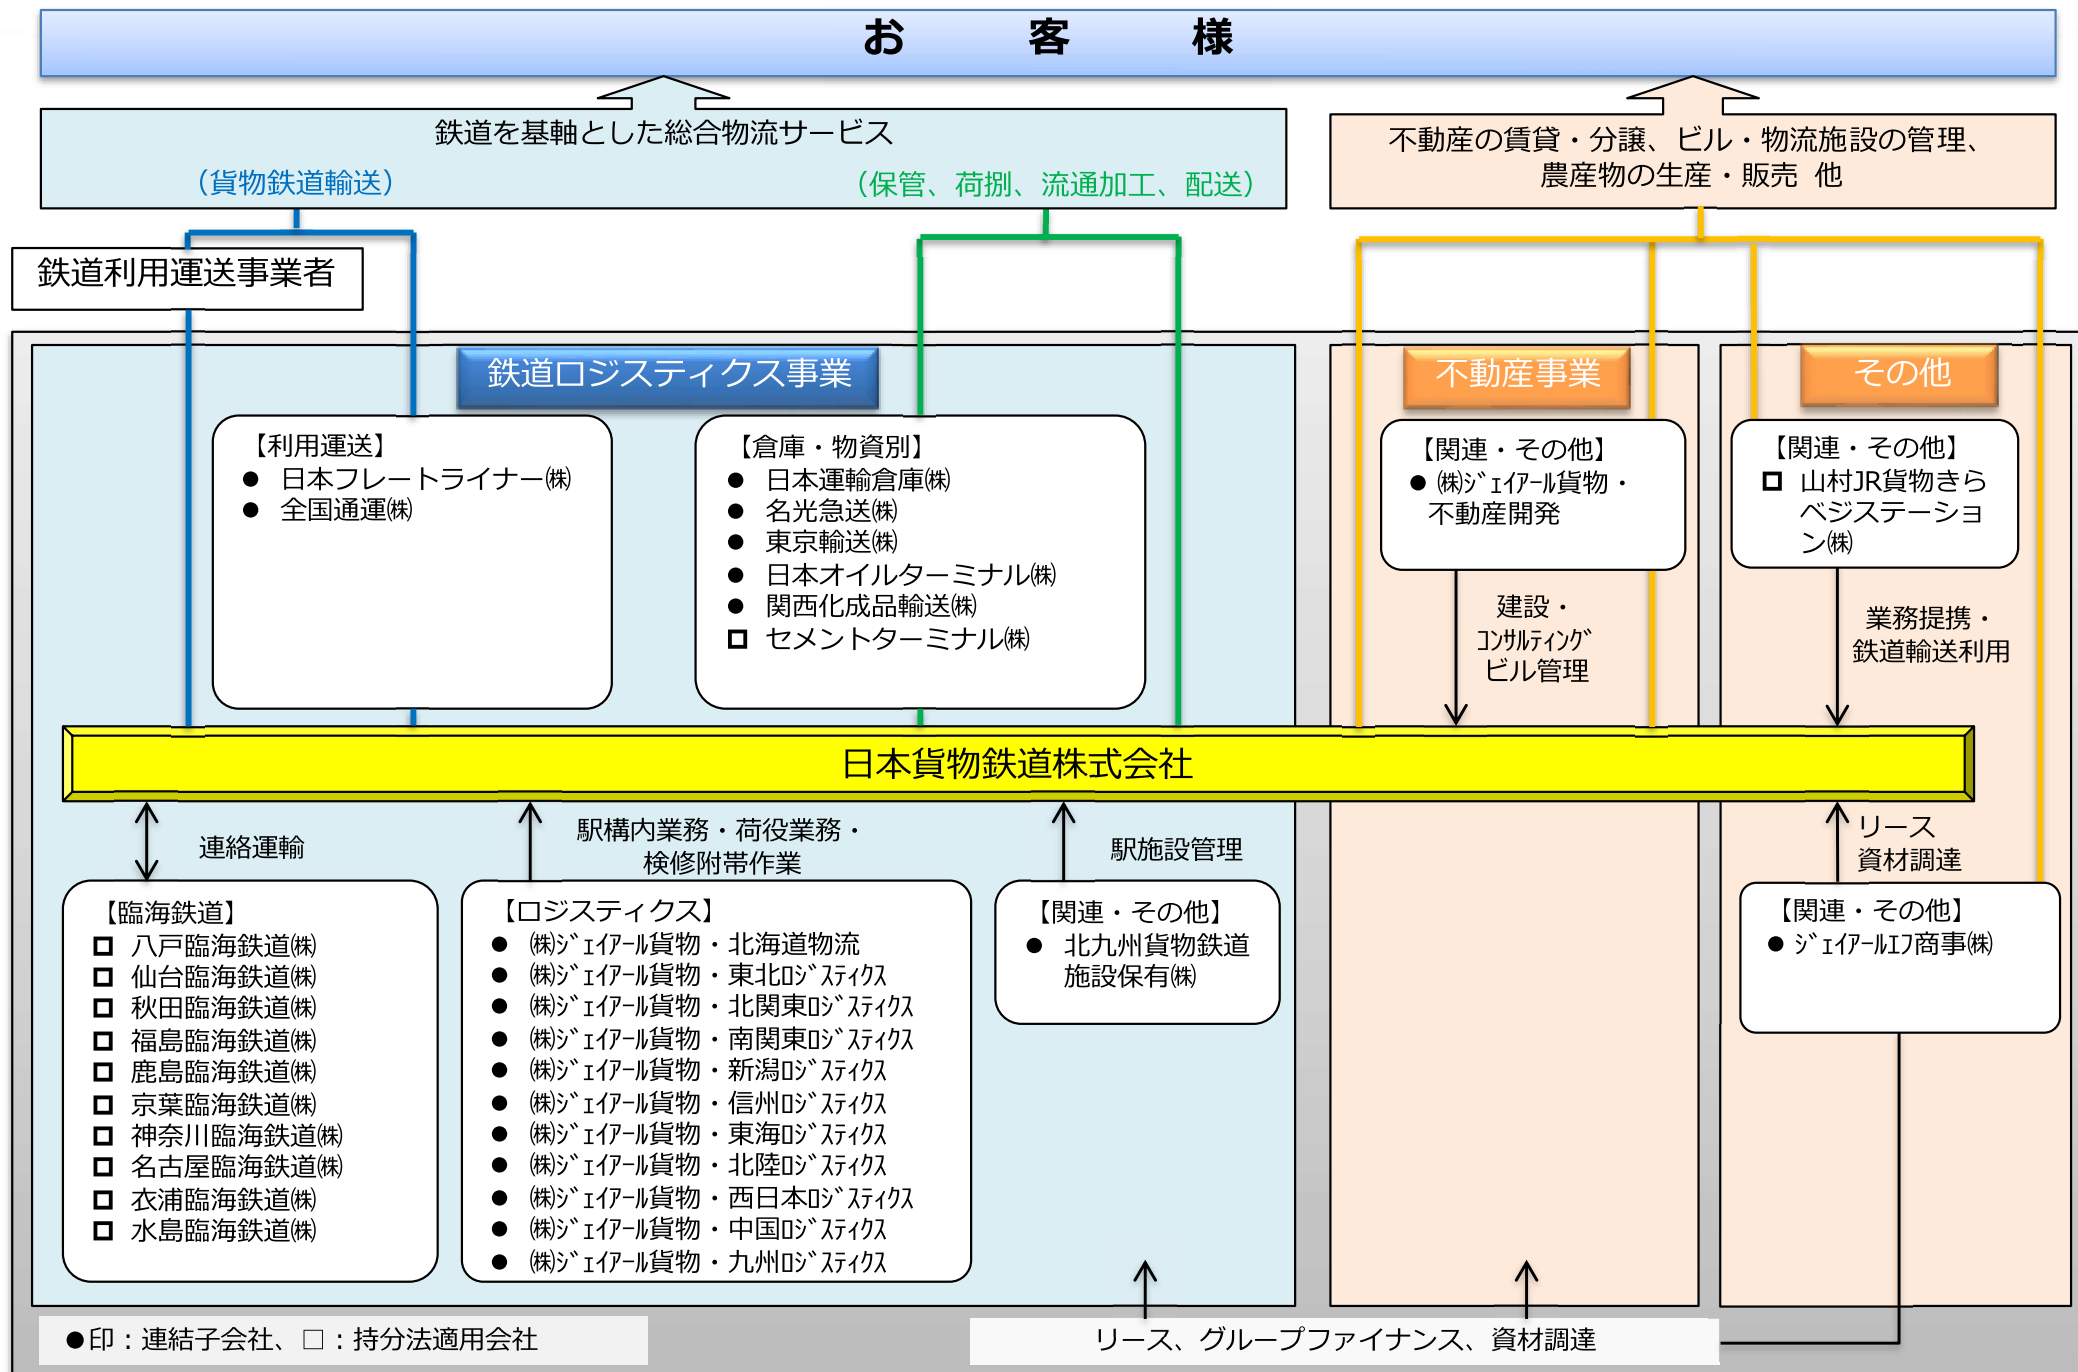 お 客 様
鉄道を基軸とした総合物流サービス
（貨物鉄道輸送）
（保管、荷捌、流通加工、配送）
不動産の賃貸・分譲、ビル・物流施設の管理、
農産物の生産・販売 他
鉄道利用運送事業者
鉄道ロジスティクス事業
不動産事業
その他
【利用運送】
● 日本フレートライナー㈱
● 全国通運㈱
【倉庫・物資別】
● 日本運輸倉庫㈱
● 名光急送㈱
● 東京輸送㈱
● 日本オイルターミナル㈱
● 関西化成品輸送㈱
□ セメントターミナル㈱
【関連・その他】
● ㈱ｼﾞｪｲｱｰﾙ貨物・
不動産開発
【関連・その他】
□ 山村JR貨物きら
ベジステーショ
ン㈱
建設・
ｺﾝｻﾙﾃｨﾝｸﾞ
ビル管理
業務提携・
鉄道輸送利用
日本貨物鉄道株式会社
連絡運輸
駅構内業務・荷役業務・
検修附帯作業
駅施設管理
リース
資材調達
【臨海鉄道】
□ 八戸臨海鉄道㈱
□ 仙台臨海鉄道㈱
□ 秋田臨海鉄道㈱
□ 福島臨海鉄道㈱
□ 鹿島臨海鉄道㈱
□ 京葉臨海鉄道㈱
□ 神奈川臨海鉄道㈱
□ 名古屋臨海鉄道㈱
□ 衣浦臨海鉄道㈱
□ 水島臨海鉄道㈱
【ロジスティクス】
● ㈱ｼﾞｪｲｱｰﾙ貨物・北海道物流
● ㈱ｼﾞｪｲｱｰﾙ貨物・東北ﾛｼﾞｽﾃｨｸｽ
● ㈱ｼﾞｪｲｱｰﾙ貨物・北関東ﾛｼﾞｽﾃｨｸｽ
● ㈱ｼﾞｪｲｱｰﾙ貨物・南関東ﾛｼﾞｽﾃｨｸｽ
● ㈱ｼﾞｪｲｱｰﾙ貨物・新潟ﾛｼﾞｽﾃｨｸｽ
● ㈱ｼﾞｪｲｱｰﾙ貨物・信州ﾛｼﾞｽﾃｨｸｽ
● ㈱ｼﾞｪｲｱｰﾙ貨物・東海ﾛｼﾞｽﾃｨｸｽ
● ㈱ｼﾞｪｲｱｰﾙ貨物・北陸ﾛｼﾞｽﾃｨｸｽ
● ㈱ｼﾞｪｲｱｰﾙ貨物・西日本ﾛｼﾞｽﾃｨｸｽ
● ㈱ｼﾞｪｲｱｰﾙ貨物・中国ﾛｼﾞｽﾃｨｸｽ
● ㈱ｼﾞｪｲｱｰﾙ貨物・九州ﾛｼﾞｽﾃｨｸｽ
【関連・その他】
● 北九州貨物鉄道
施設保有㈱
【関連・その他】
● ｼﾞｪｲｱｰﾙｴﾌ商事㈱
●印：連結子会社、□：持分法適用会社
リース、グループファイナンス、資材調達